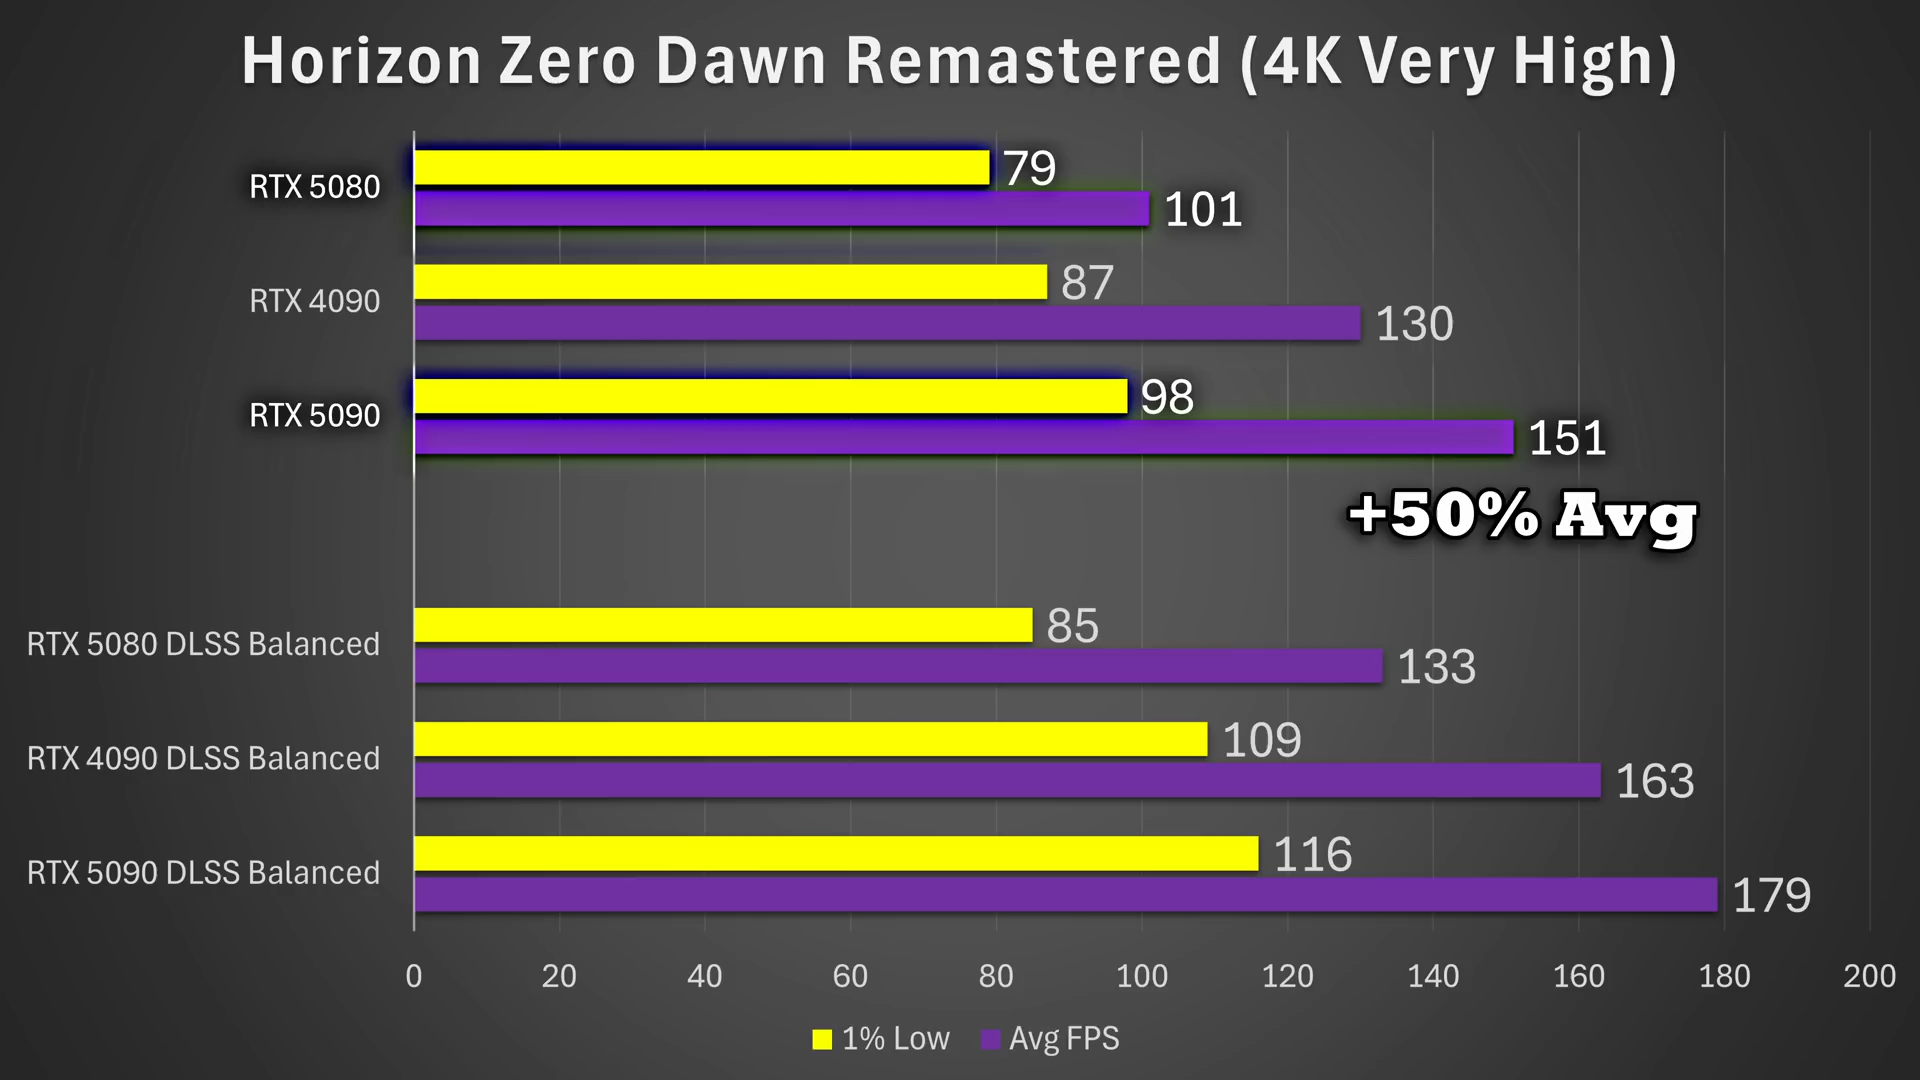 Horizon Zero Dawn Remastered (4K Very High)
RTX 5080
79
101
RTX 4090
87
130
RTX 5090
98
151
+50% Avg
RTX 5080 DLSS Balanced
85
133
RTX 4090 DLSS Balanced
109
163
RTX 5090 DLSS Balanced
116
179
0 20 40 60 80 100 120 140 160 180 200
1% Low Avg FPS